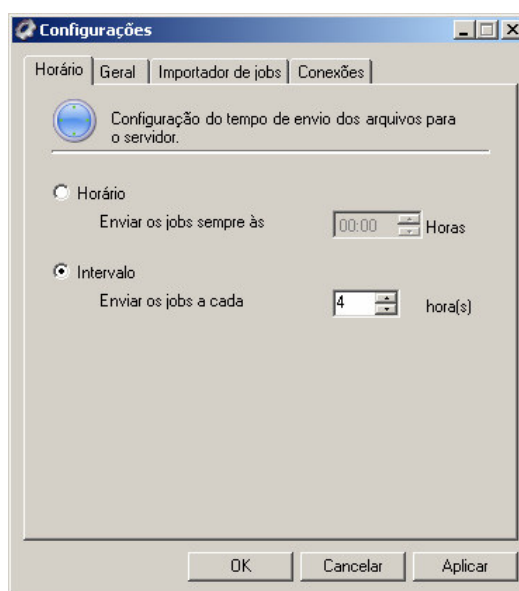 Configurações
Horário Geral Importador de jobs Conexões
Configuração do tempo de envio dos arquivos para
o servidor.
Horário
Enviar os jobs sempre às 00:00 Horas
Intervalo
Enviar os jobs a cada 4 hora(s)
OK Cancelar Aplicar